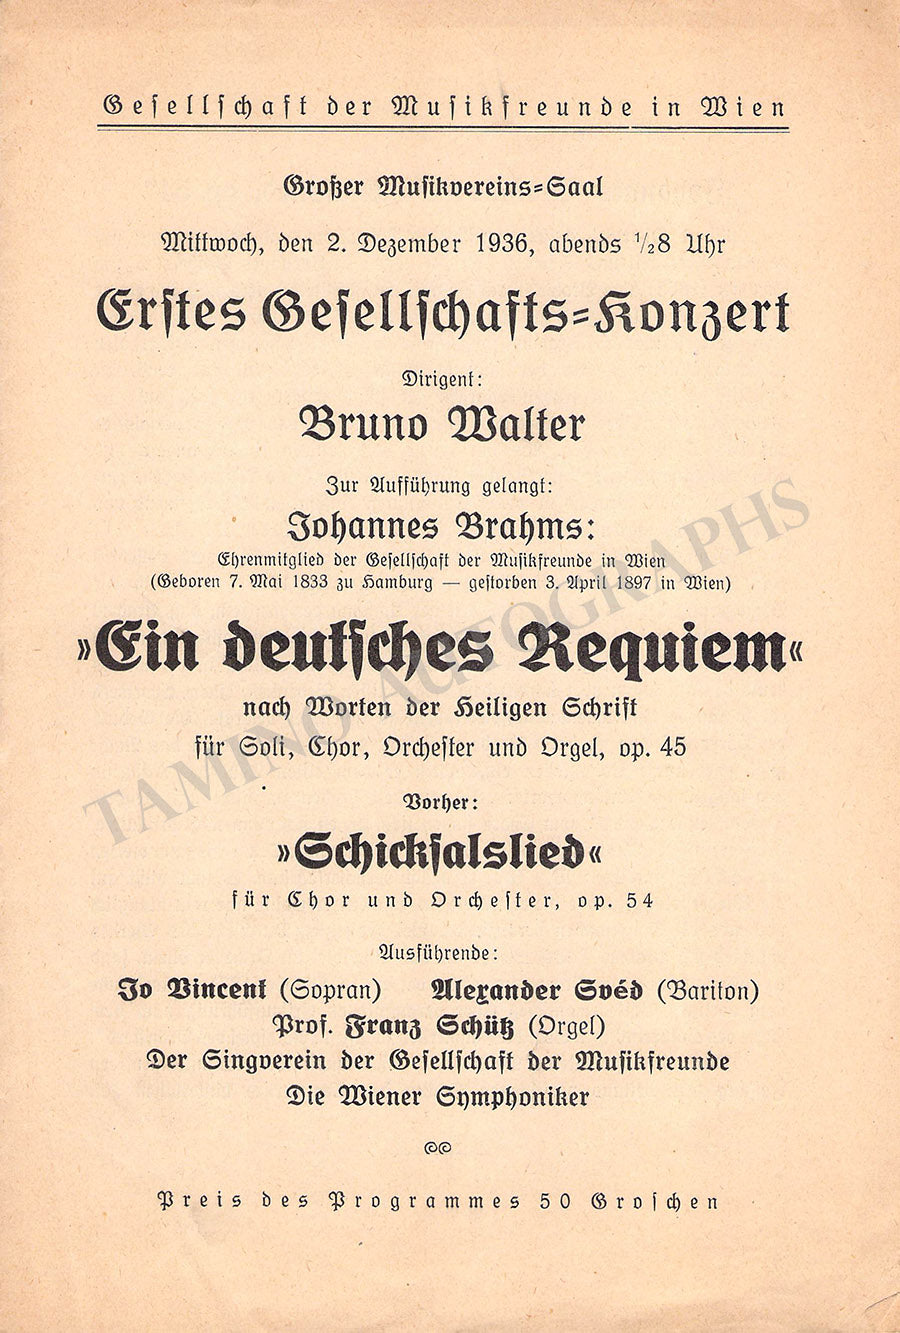 Gesellschaft der Musikfreunde in Wien
Großer Musikvereins=Saal
Mittwoch, den 2. Dezember 1936, abends ½8 Uhr
Erstes Gesellschafts=Konzert
Dirigent:
Bruno Walter
Zur Aufführung gelangt:
Johannes Brahms:
Ehrenmitglied der Gesellschaft der Musikfreunde in Wien
(Geboren 7. Mai 1833 zu Hamburg — gestorben 3. April 1897 in Wien)
»Ein deutsches Requiem«
nach Worten der Heiligen Schrift
für Soli, Chor, Orchester und Orgel, op. 45
Vorher:
»Schicksalslied«
für Chor und Orchester, op. 54
Ausführende:
Jo Vincent (Sopran) Alexander Svéd (Bariton)
Prof. Franz Schütz (Orgel)
Der Singverein der Gesellschaft der Musikfreunde
Die Wiener Symphoniker
Preis des Programmes 50 Groschen
TAMINO AUTOGRAPHS